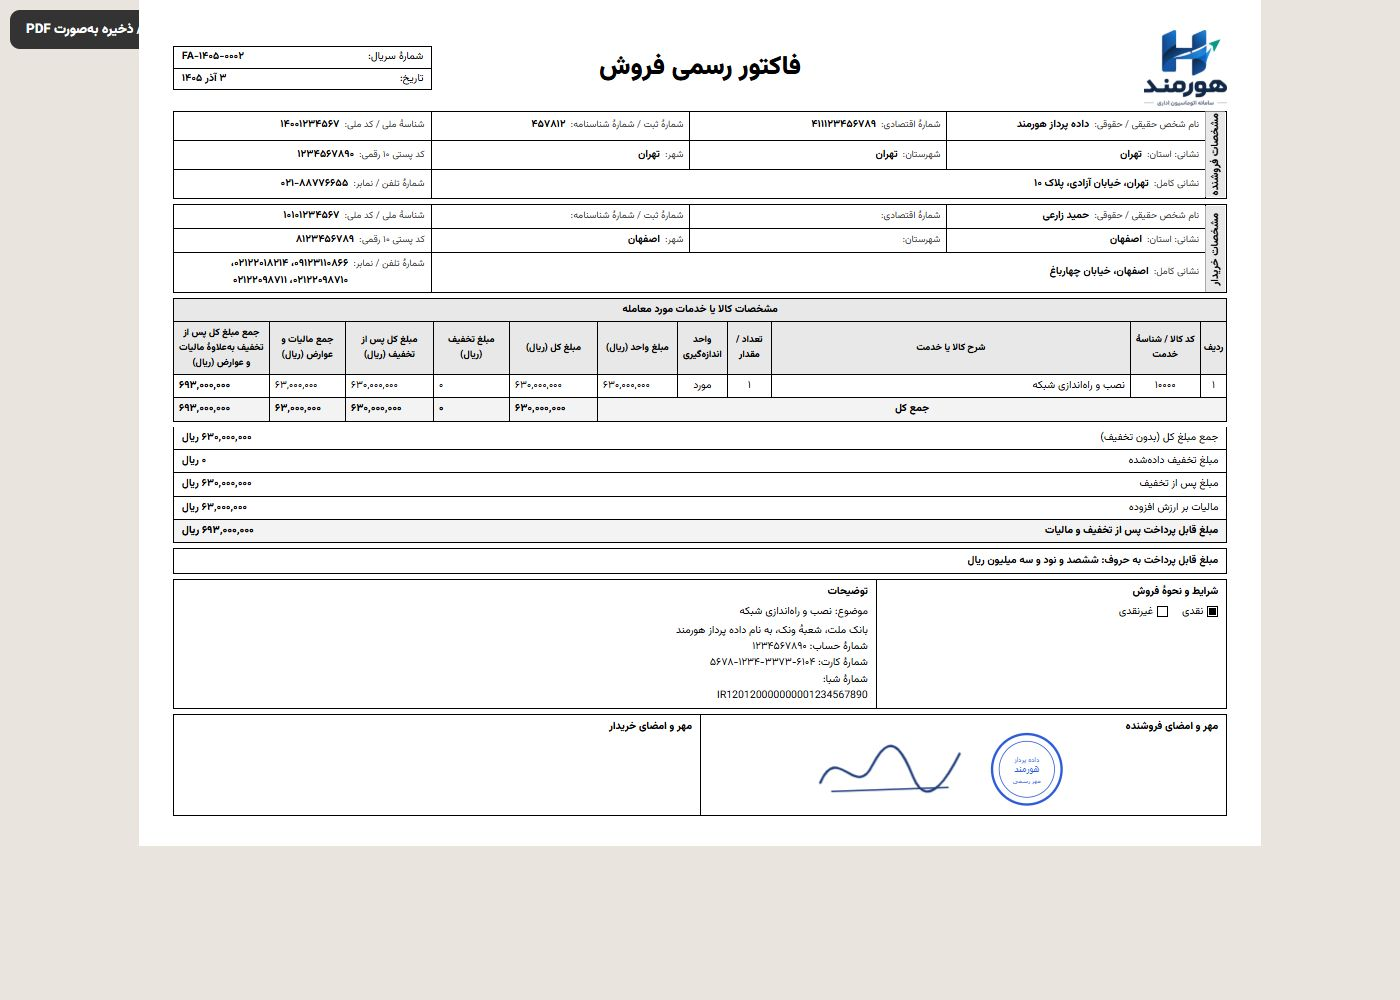 ذخیره به‌صورت PDF
هورمند
سامانه اتوماسیون اداری
فاکتور رسمی فروش
شمارهٔ سریال: FA-۱۴۰۵-۰۰۰۲
تاریخ: ۳ آذر ۱۴۰۵
مشخصات فروشنده
نام شخص حقیقی / حقوقی: داده پرداز هورمند شمارهٔ اقتصادی: ۴۱۱۱۲۳۴۵۶۷۸۹ شمارهٔ ثبت / شمارهٔ شناسنامه: ۴۵۷۸۱۲ شناسهٔ ملی / کد ملی: ۱۴۰۰۱۲۳۴۵۶۷
نشانی: استان: تهران شهرستان: تهران شهر: تهران کد پستی ۱۰ رقمی: ۱۲۳۴۵۶۷۸۹۰
نشانی کامل: تهران، خیابان آزادی، پلاک ۱۰ شمارهٔ تلفن / نمابر: ۰۲۱-۸۸۷۷۶۶۵۵
مشخصات خریدار
نام شخص حقیقی / حقوقی: حمید زارعی شمارهٔ اقتصادی: شمارهٔ ثبت / شمارهٔ شناسنامه: شناسهٔ ملی / کد ملی: ۱۰۱۰۱۲۳۴۵۶۷
نشانی: استان: اصفهان شهرستان: شهر: اصفهان کد پستی ۱۰ رقمی: ۸۱۲۳۴۵۶۷۸۹
نشانی کامل: اصفهان، خیابان چهارباغ شمارهٔ تلفن / نمابر: ۰۹۱۲۳۱۱۰۸۶۶، ۰۲۱۲۲۰۱۸۲۱۴،
۰۲۱۲۲۰۹۸۷۱۰، ۰۲۱۲۲۰۹۸۷۱۱
مشخصات کالا یا خدمات مورد معامله
ردیف کد کالا / شناسهٔ خدمت شرح کالا یا خدمت تعداد / مقدار واحد اندازه‌گیری مبلغ واحد (ریال) مبلغ کل (ریال) مبلغ تخفیف (ریال) مبلغ کل پس از تخفیف (ریال) جمع مالیات و عوارض (ریال) جمع مبلغ کل پس از تخفیف به‌علاوهٔ مالیات و عوارض (ریال)
۱ ۱۰۰۰۰ نصب و راه‌اندازی شبکه ۱ مورد ۶۳۰,۰۰۰,۰۰۰ ۶۳۰,۰۰۰,۰۰۰ ۰ ۶۳۰,۰۰۰,۰۰۰ ۶۳,۰۰۰,۰۰۰ ۶۹۳,۰۰۰,۰۰۰
جمع کل ۶۳۰,۰۰۰,۰۰۰ ۰ ۶۳۰,۰۰۰,۰۰۰ ۶۳,۰۰۰,۰۰۰ ۶۹۳,۰۰۰,۰۰۰
جمع مبلغ کل (بدون تخفیف) ۶۳۰,۰۰۰,۰۰۰ ریال
مبلغ تخفیف داده‌شده ۰ ریال
مبلغ پس از تخفیف ۶۳۰,۰۰۰,۰۰۰ ریال
مالیات بر ارزش افزوده ۶۳,۰۰۰,۰۰۰ ریال
مبلغ قابل پرداخت پس از تخفیف و مالیات ۶۹۳,۰۰۰,۰۰۰ ریال
مبلغ قابل پرداخت به حروف: ششصد و نود و سه میلیون ریال
شرایط و نحوهٔ فروش
نقدی غیرنقدی
توضیحات
موضوع: نصب و راه‌اندازی شبکه
بانک ملت، شعبهٔ ونک، به نام داده پرداز هورمند
شمارهٔ حساب: ۱۲۳۴۵۶۷۸۹۰
شمارهٔ کارت: ۶۱۰۴-۳۳۷۳-۱۲۳۴-۵۶۷۸
شمارهٔ شبا:
IR120120000000001234567890
مهر و امضای فروشنده
داده پرداز
هورمند
مهر رسمی
مهر و امضای خریدار